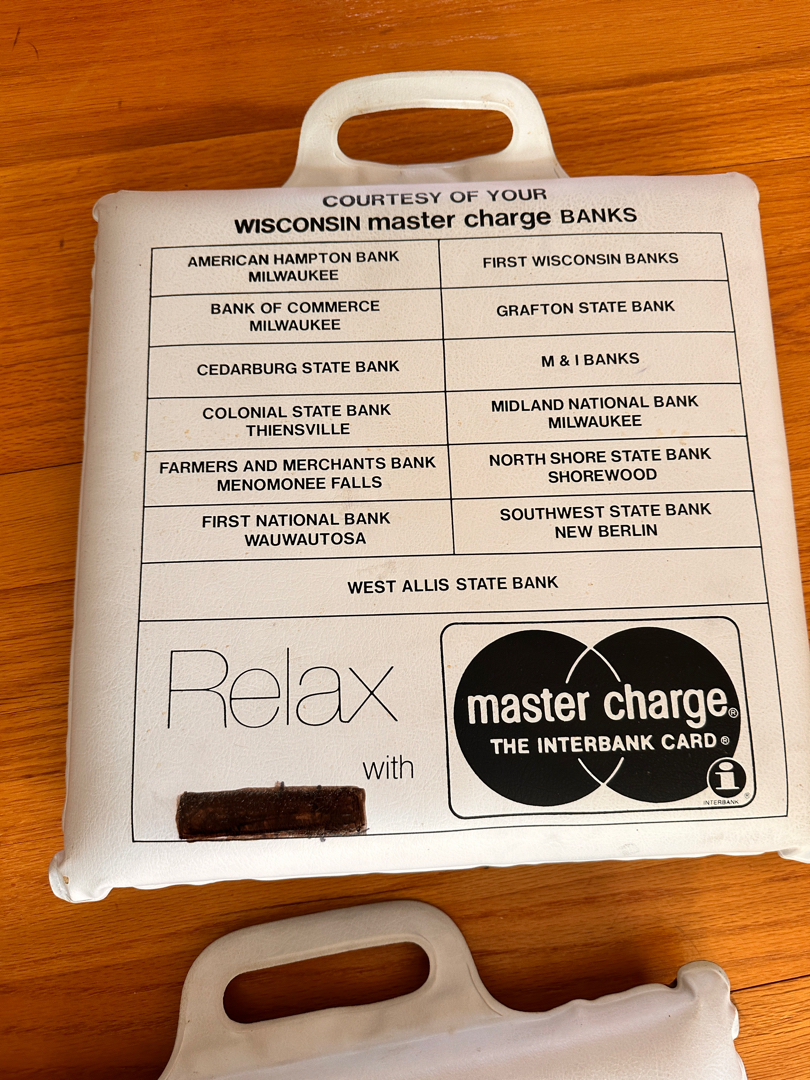 COURTESY OF YOUR
WISCONSIN master charge BANKS
AMERICAN HAMPTON BANK
MILWAUKEE
FIRST WISCONSIN BANKS
BANK OF COMMERCE
MILWAUKEE
GRAFTON STATE BANK
CEDARBURG STATE BANK
M & I BANKS
COLONIAL STATE BANK
THIENSVILLE
MIDLAND NATIONAL BANK
MILWAUKEE
FARMERS AND MERCHANTS BANK
MENOMONEE FALLS
NORTH SHORE STATE BANK
SHOREWOOD
FIRST NATIONAL BANK
WAUWAUTOSA
SOUTHWEST STATE BANK
NEW BERLIN
WEST ALLIS STATE BANK
Relax
with
master charge®
THE INTERBANK CARD®
i
INTERBANK ®